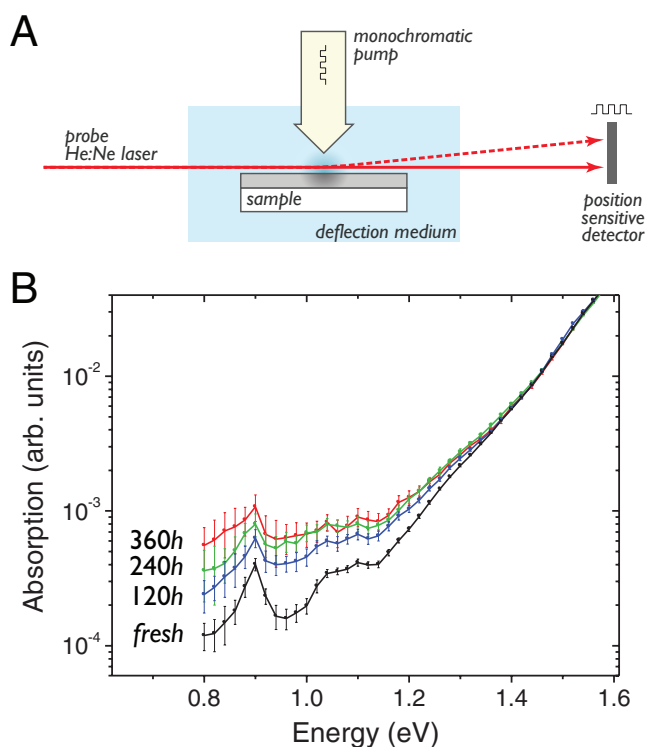 A
monochromatic
pump
probe
He:Ne laser
sample
deflection medium
position
sensitive
detector
B
Absorption (arb. units)
10⁻²
10⁻³
10⁻⁴
360h
240h
120h
fresh
0.8 1.0 1.2 1.4 1.6
Energy (eV)